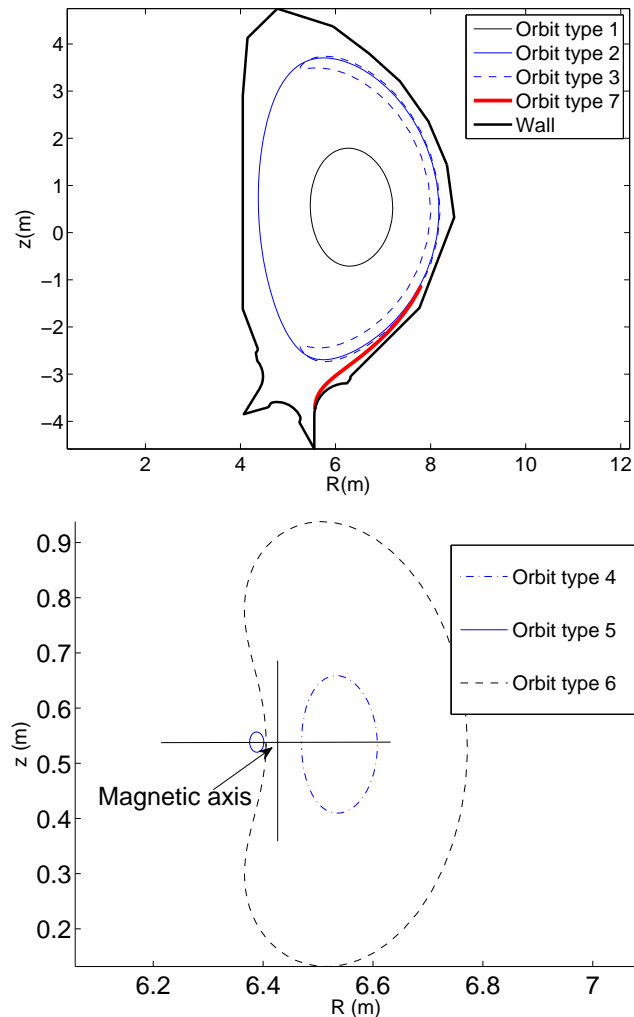 4
3
2
1
0
−1
−2
−3
−4
z(m)
2
4
6
8
10
12
R(m)
Orbit type 1
Orbit type 2
Orbit type 3
Orbit type 7
Wall
0.9
0.8
0.7
0.6
0.5
0.4
0.3
0.2
z (m)
6.2
6.4
6.6
6.8
7
R (m)
Orbit type 4
Orbit type 5
Orbit type 6
Magnetic axis